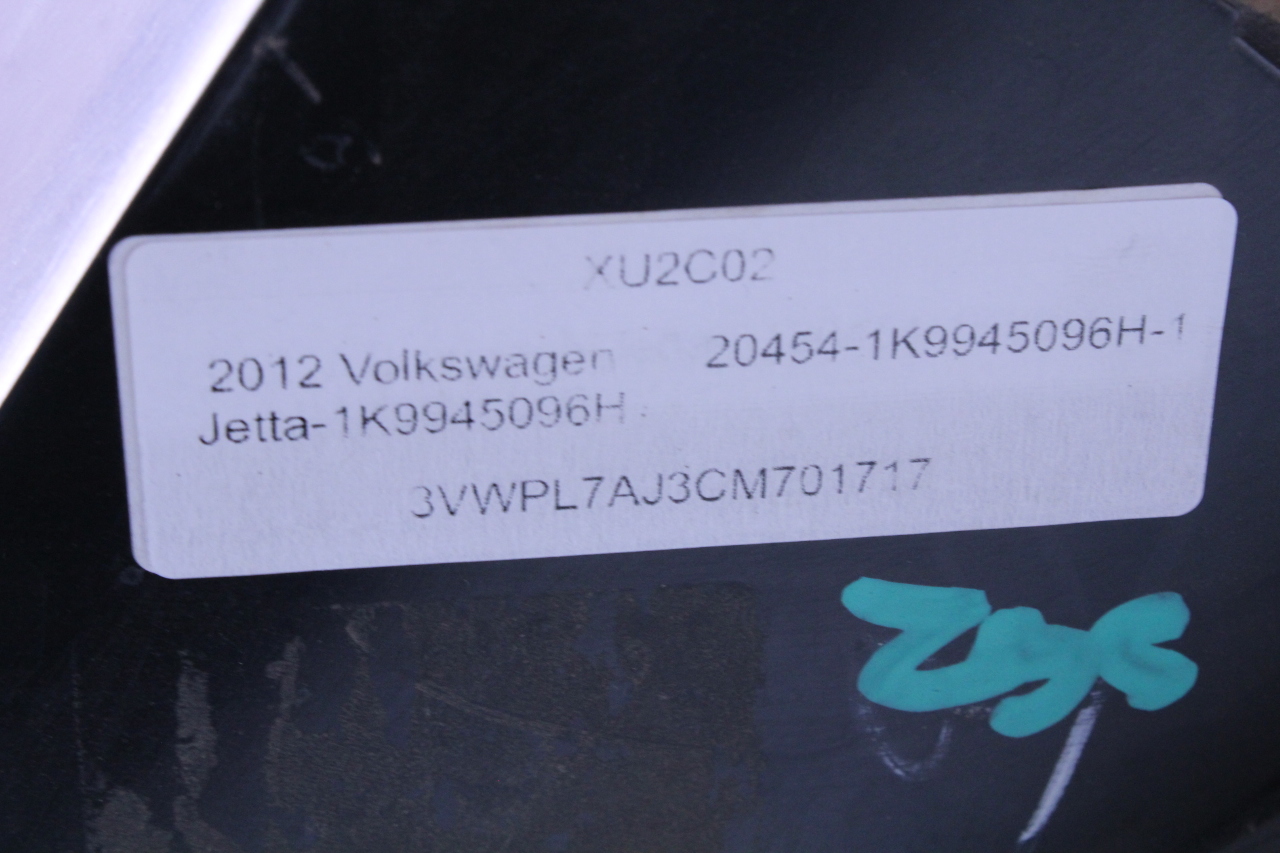 XU2C02
2012 Volkswagen 20454-1K9945096H-1
Jetta-1K9945096H
3VWPL7AJ3CM701717